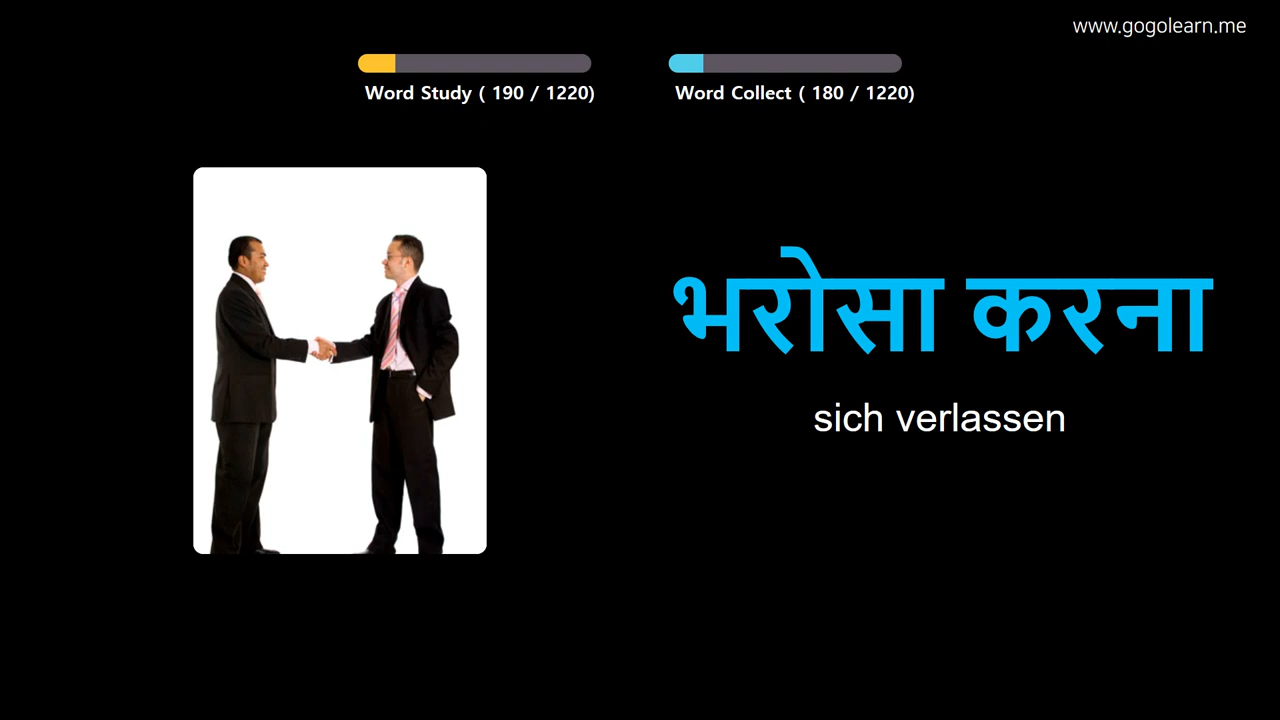 www.gogolearn.me
Word Study ( 190 / 1220)
Word Collect ( 180 / 1220)
भरोसा करना
sich verlassen